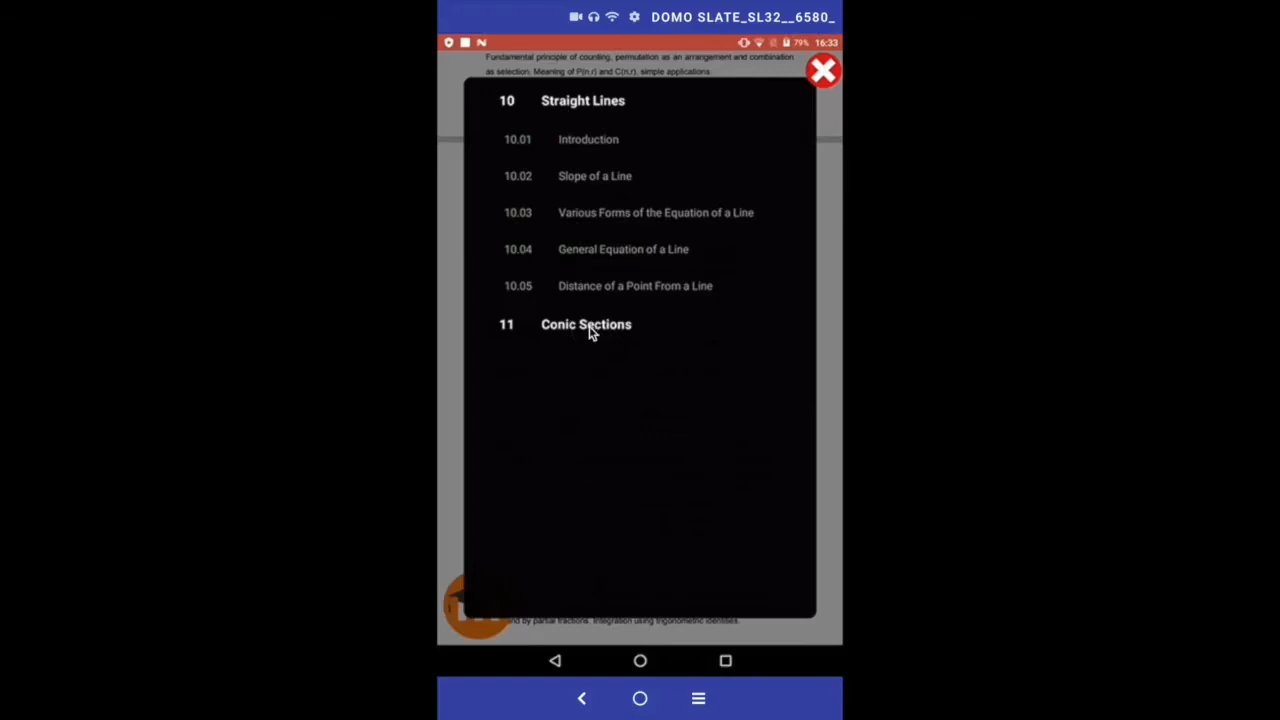 DOMO SLATE_SL32__6580_
79% 16:33
Fundamental principle of counting, permutation as an arrangement and combination
as selection. Meaning of P(n,r) and C(n,r). simple applications.
10 Straight Lines
10.01 Introduction
10.02 Slope of a Line
10.03 Various Forms of the Equation of a Line
10.04 General Equation of a Line
10.05 Distance of a Point From a Line
11 Conic Sections
and by partial fractions. Integration using trigonometric identities.